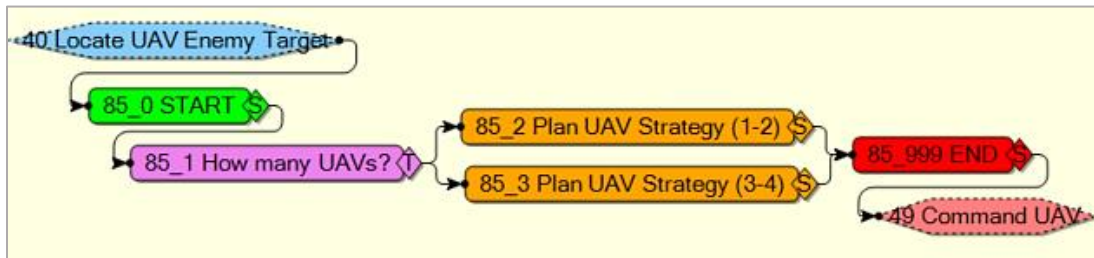 40 Locate UAV Enemy Target
85_0 START S
85_1 How many UAVs? T
85_2 Plan UAV Strategy (1-2) S
85_3 Plan UAV Strategy (3-4) S
85_999 END S
49 Command UAV